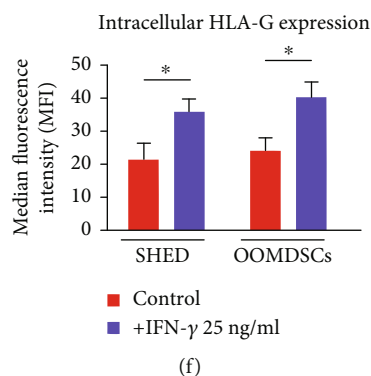 Intracellular HLA-G expression
Median fluorescence
intensity (MFI)
50
40
30
20
10
0
*
*
SHED
OOMDSCs
Control
+IFN-γ 25 ng/ml
(f)